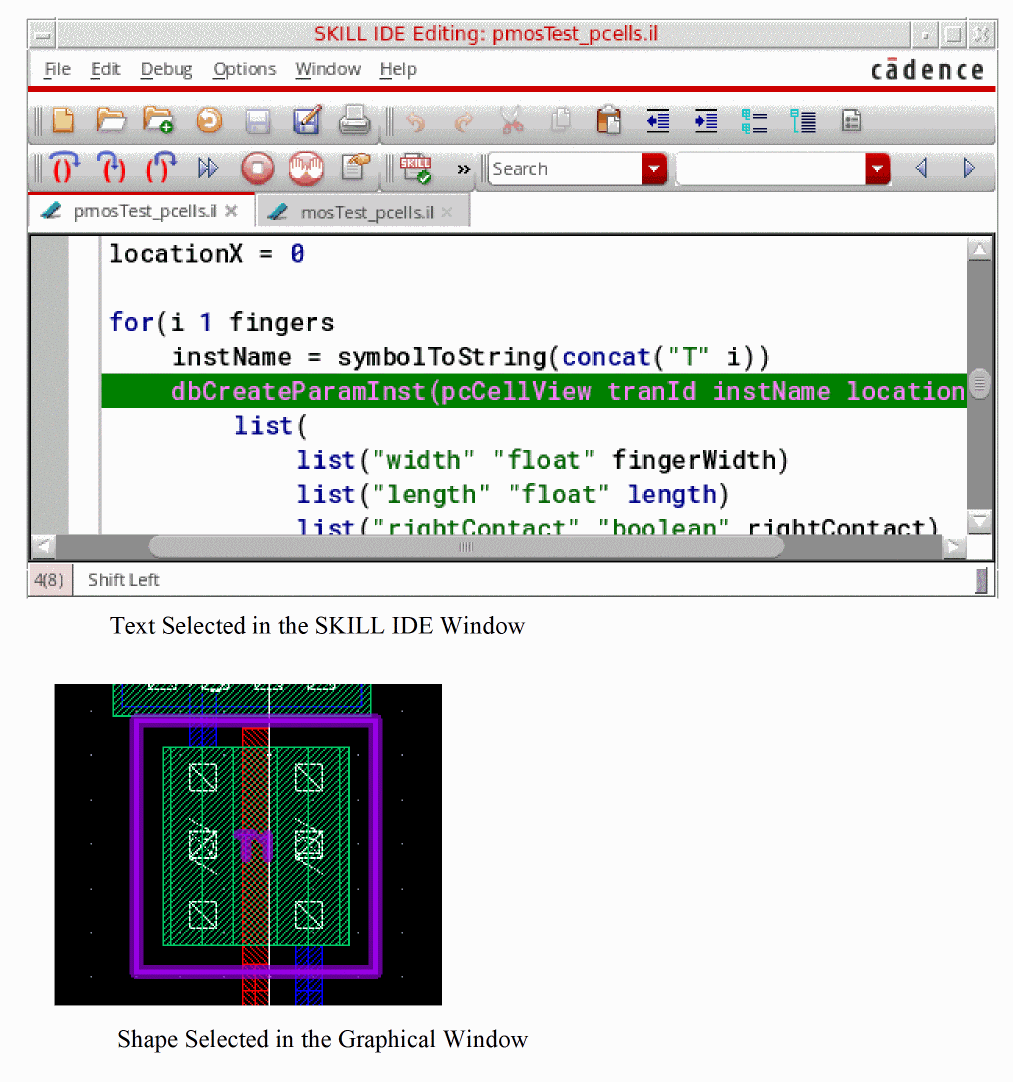 SKILL IDE Editing: pmosTest_pcells.il
File Edit Debug Options Window Help
cādence
SKILL
» Search
pmosTest_pcells.il mosTest_pcells.il
locationX = 0
for(i 1 fingers
instName = symbolToString(concat("T" i))
dbCreateParamInst(pcCellView tranId instName location
list(
list("width" "float" fingerWidth)
list("length" "float" length)
list("rightContact" "boolean" rightContact)
4(8) Shift Left
Text Selected in the SKILL IDE Window
Shape Selected in the Graphical Window